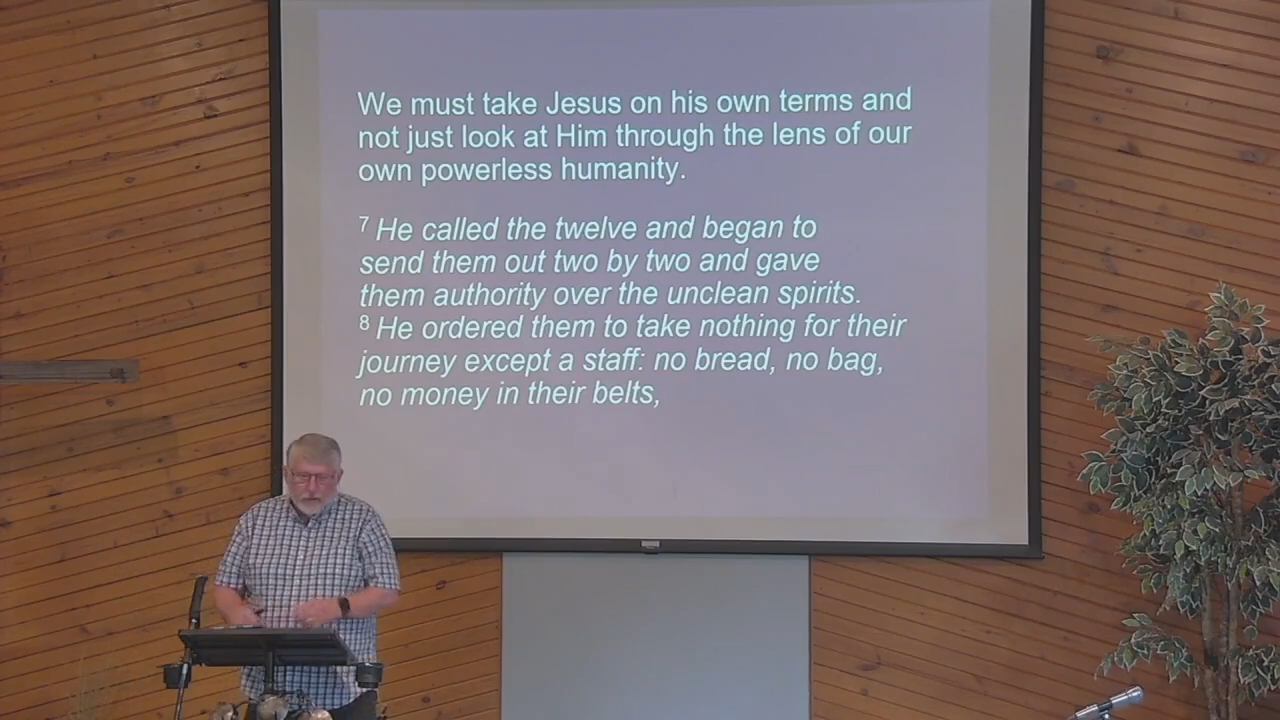 We must take Jesus on his own terms and
not just look at Him through the lens of our
own powerless humanity.
7 He called the twelve and began to
send them out two by two and gave
them authority over the unclean spirits.
8 He ordered them to take nothing for their
journey except a staff: no bread, no bag,
no money in their belts,